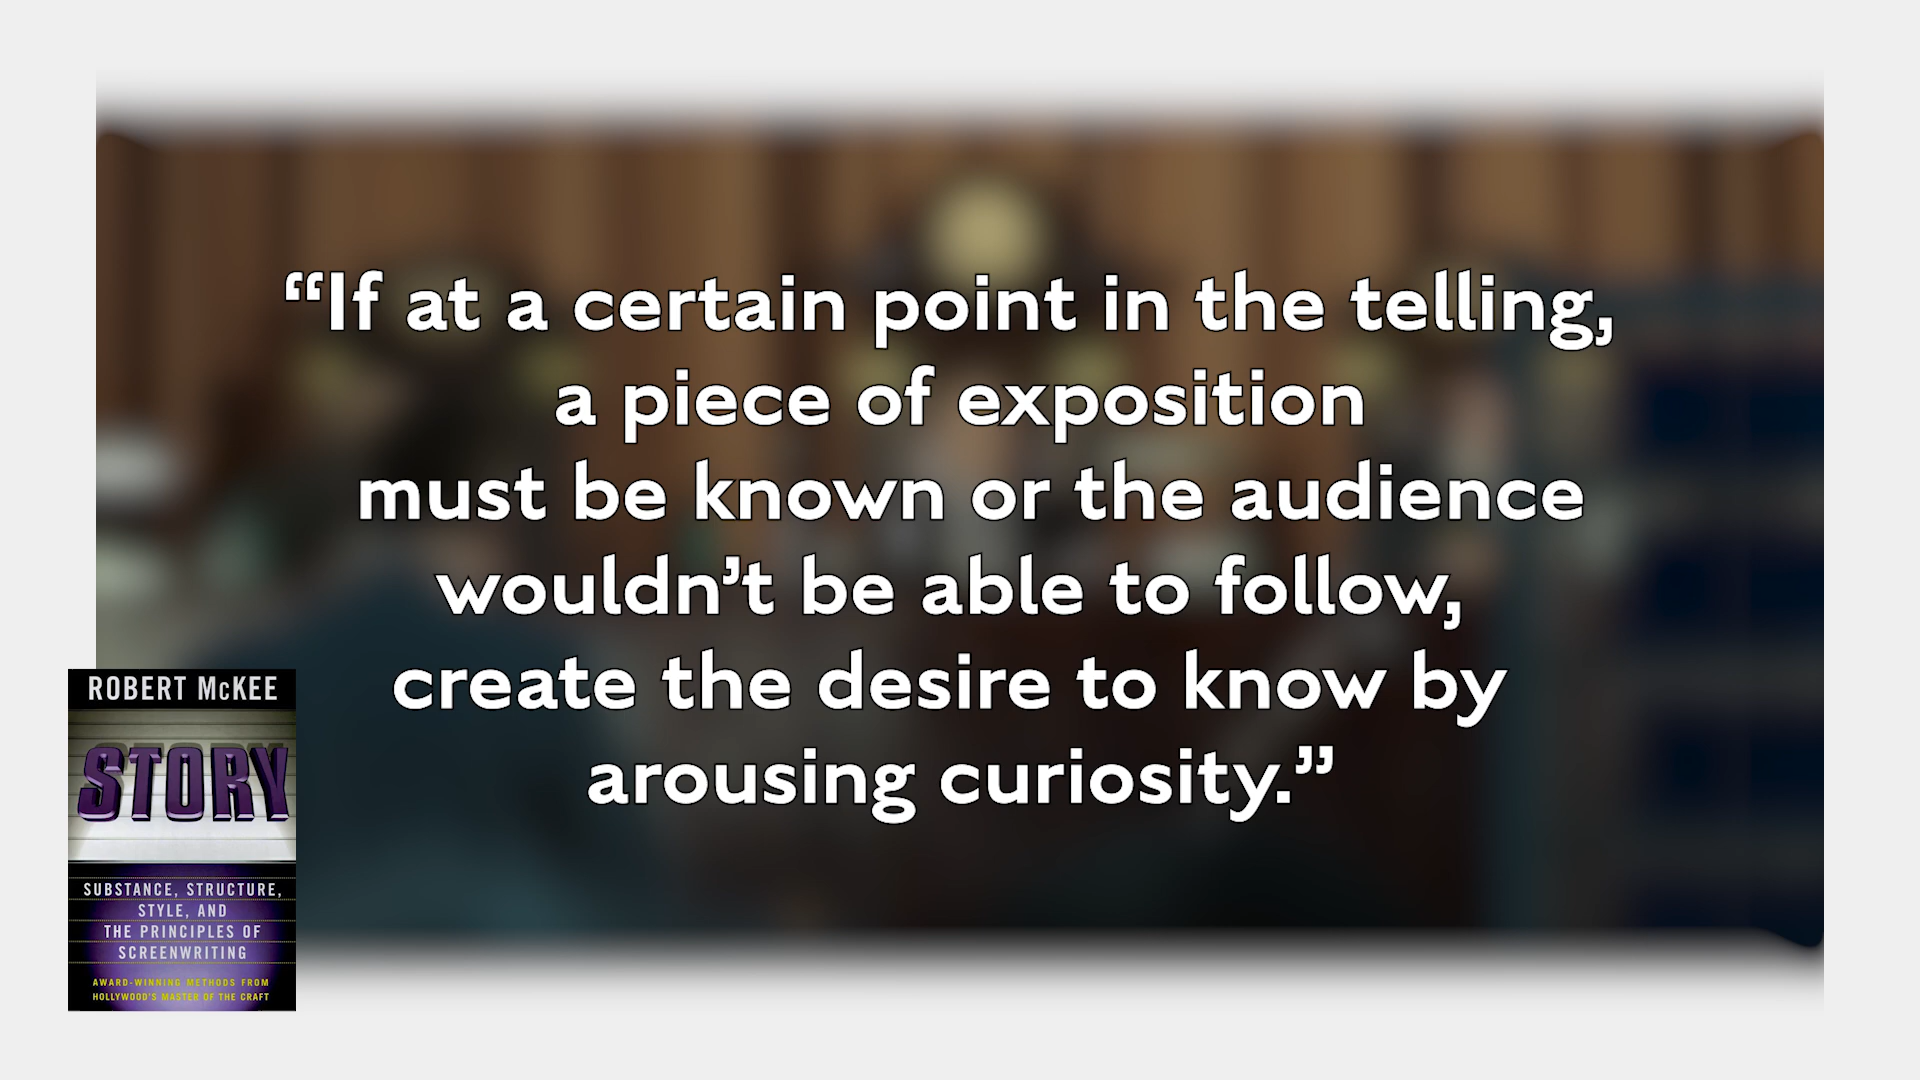 “If at a certain point in the telling,
a piece of exposition
must be known or the audience
wouldn’t be able to follow,
create the desire to know by
arousing curiosity.”
ROBERT McKEE
STORY
SUBSTANCE, STRUCTURE,
STYLE, AND
THE PRINCIPLES OF
SCREENWRITING
AWARD-WINNING METHODS FROM
HOLLYWOOD'S MASTER OF THE CRAFT